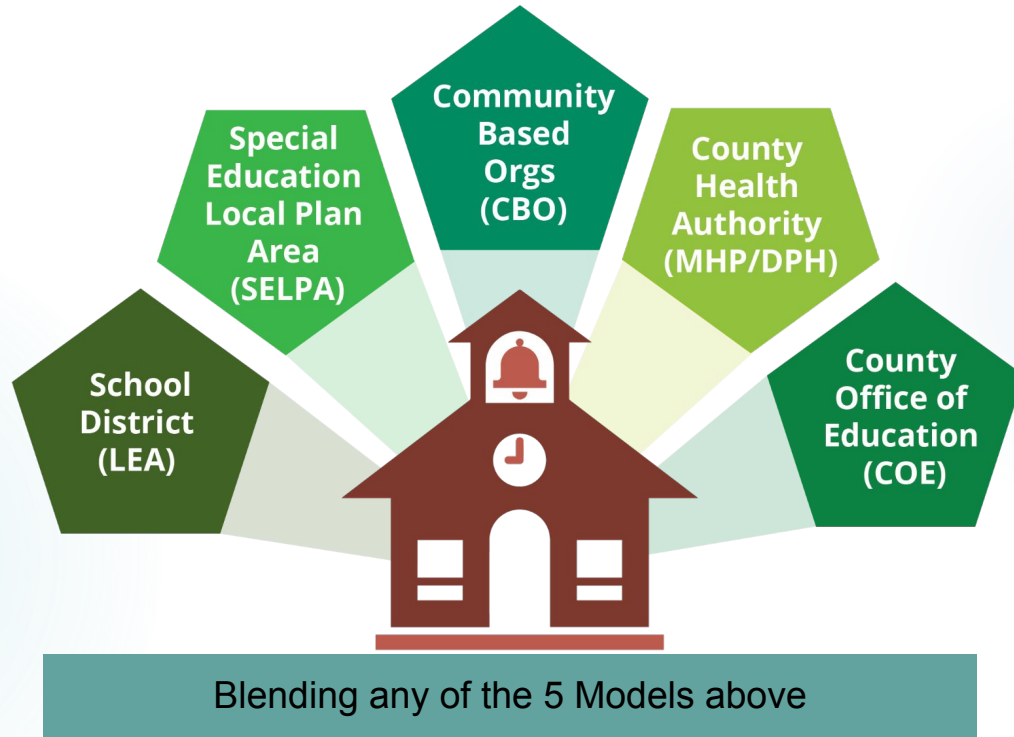 School
District
(LEA)
Special
Education
Local Plan
Area
(SELPA)
Community
Based
Orgs
(CBO)
County
Health
Authority
(MHP/DPH)
County
Office of
Education
(COE)
Blending any of the 5 Models above